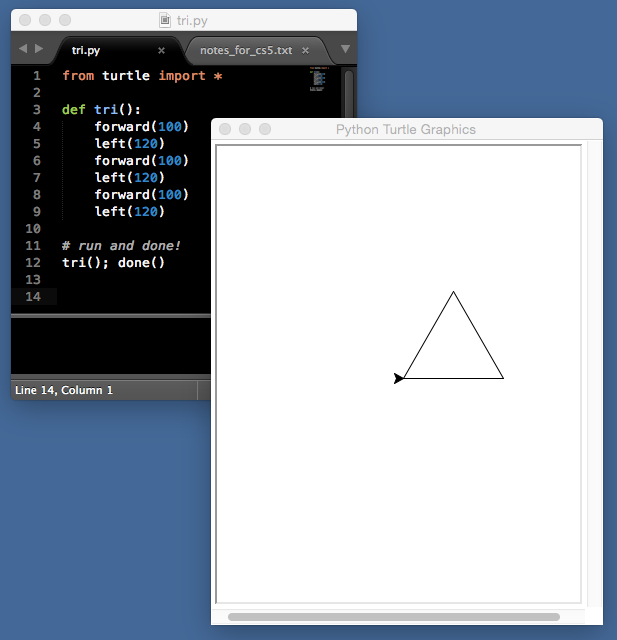 tri.py
tri.py × notes_for_cs5.txt ×
1 from turtle import *
2
3 def tri():
4 forward(100)
5 left(120)
6 forward(100)
7 left(120)
8 forward(100)
9 left(120)
10
11 # run and done!
12 tri(); done()
13
14
Line 14, Column 1
Python Turtle Graphics